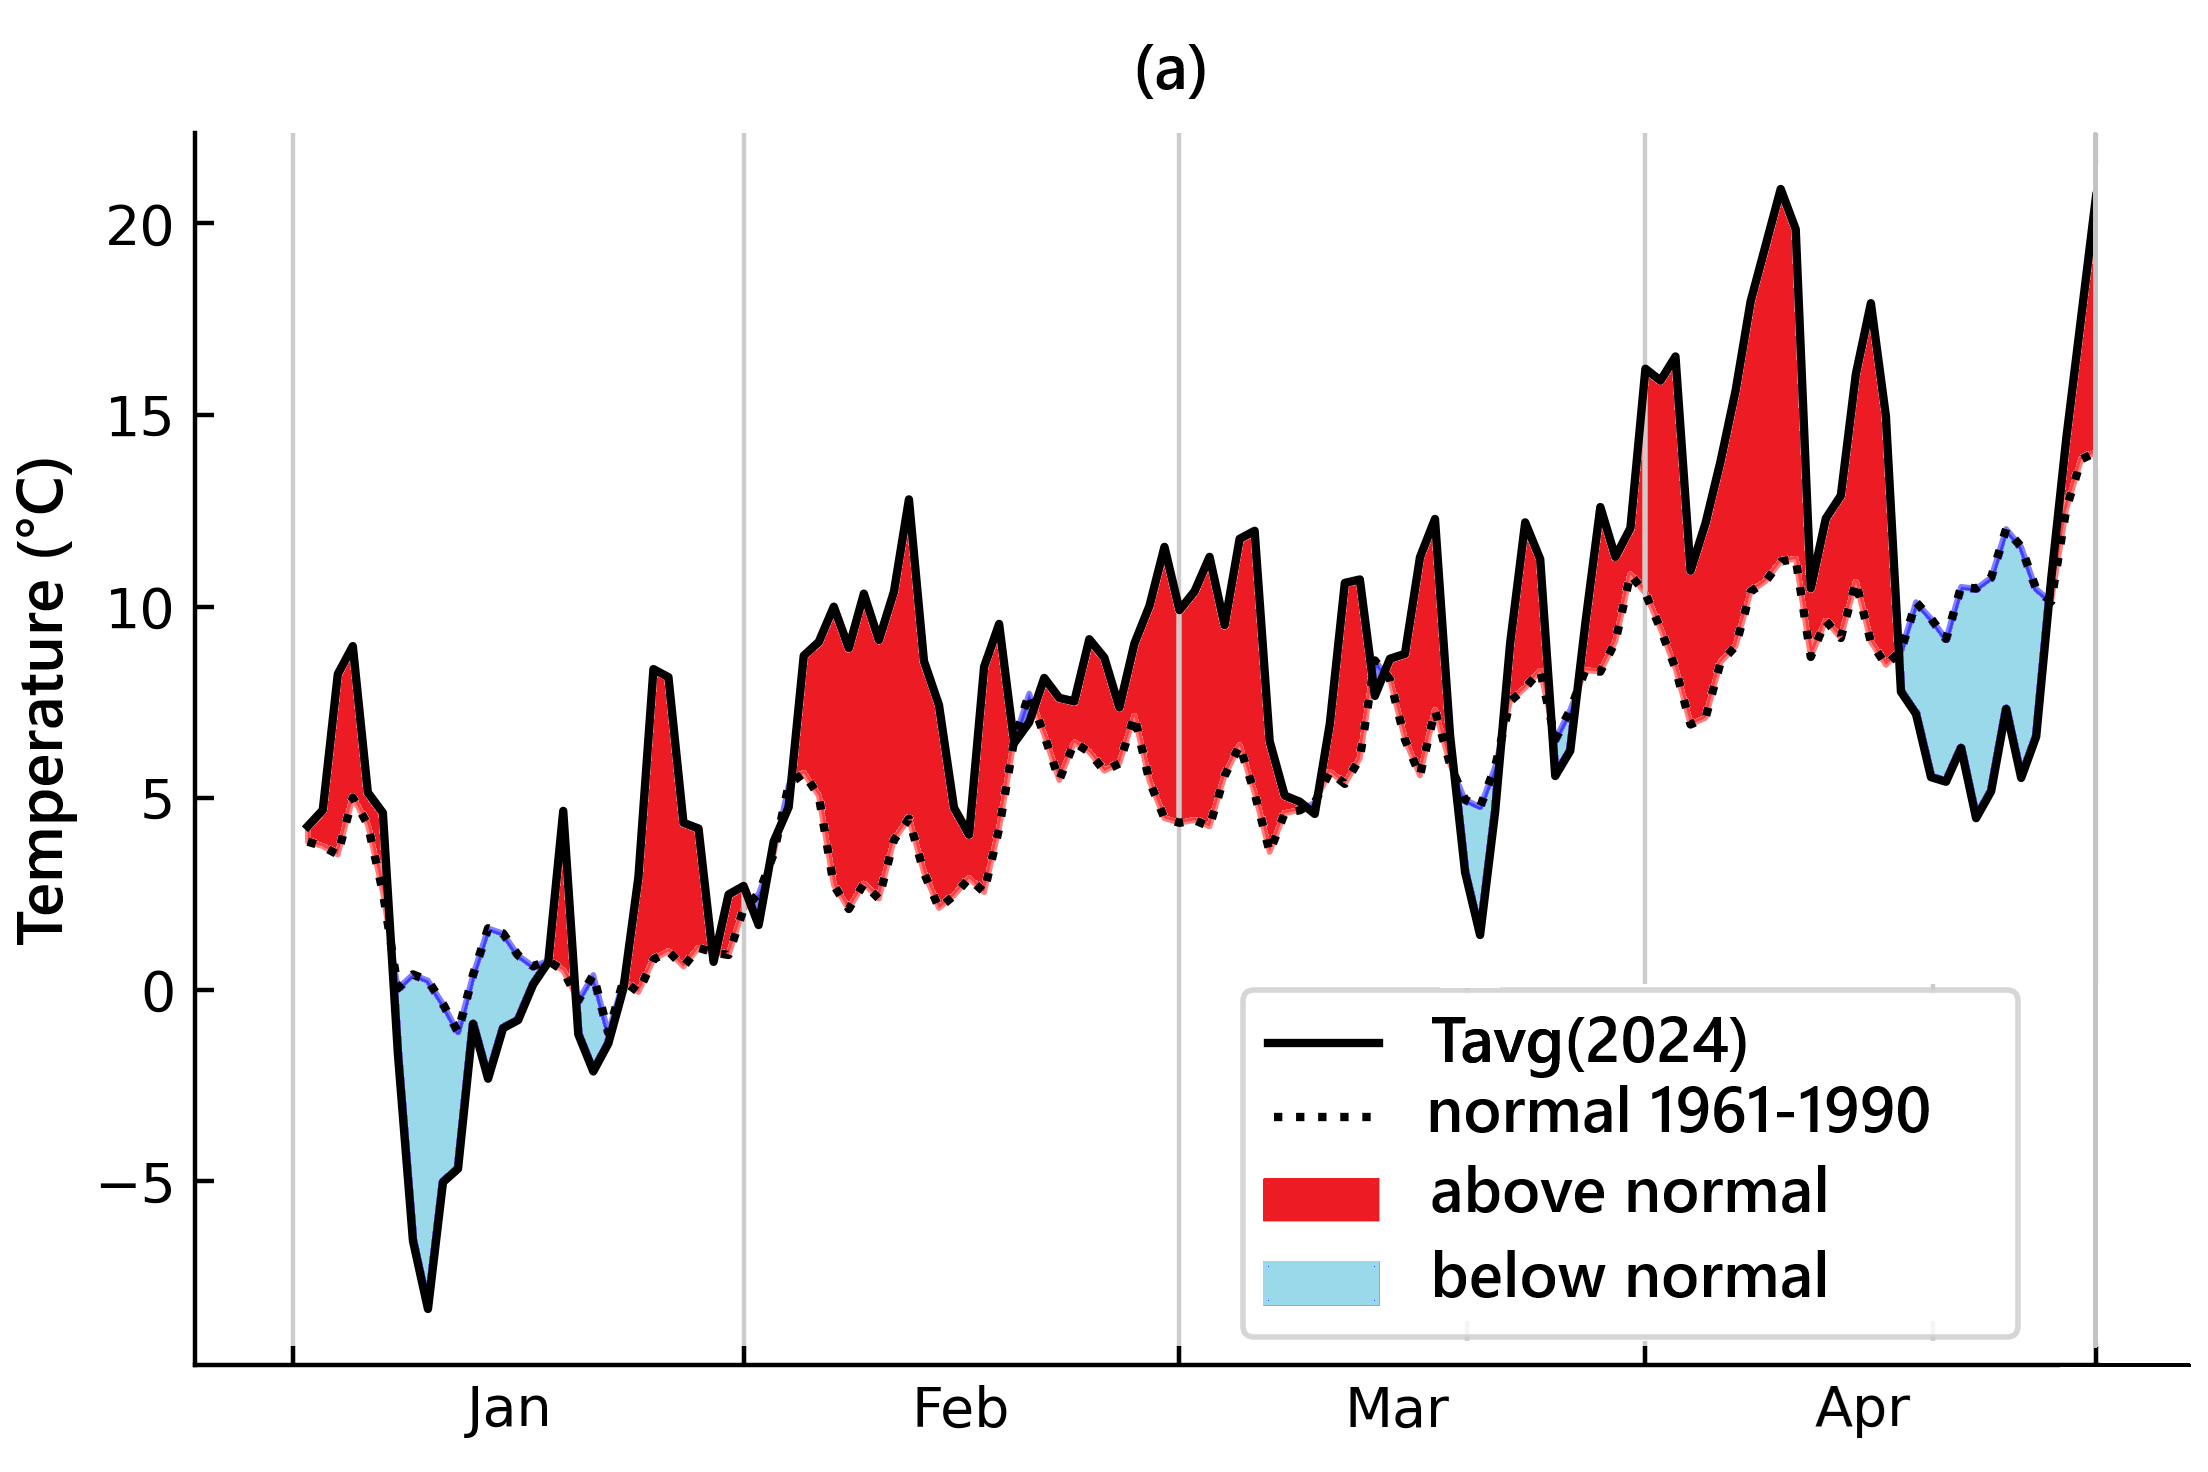 (a)
Temperature (°C)
20
15
10
5
0
−5
Jan
Feb
Mar
Apr
Tavg(2024)
normal 1961-1990
above normal
below normal